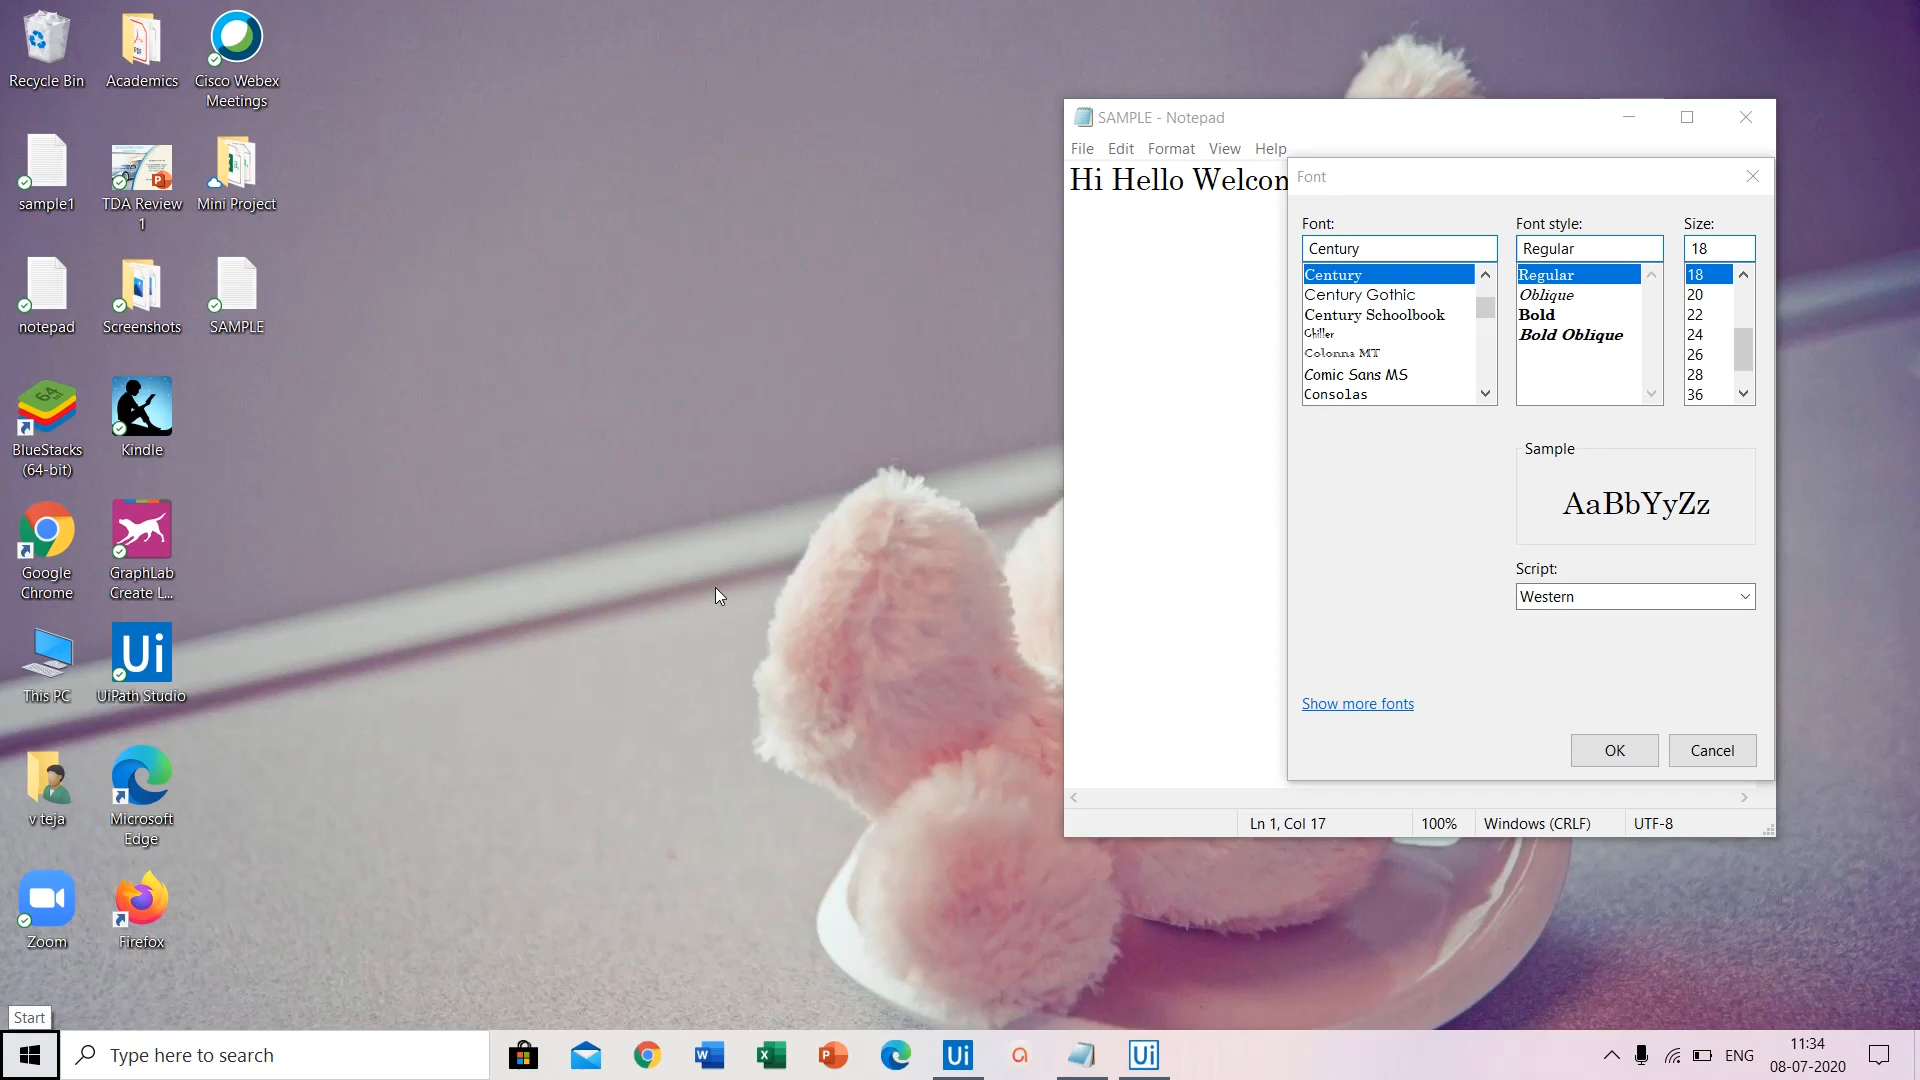 Recycle Bin
Academics
Cisco Webex
Meetings
sample1
TDA Review
1
Mini Project
notepad
Screenshots
SAMPLE
BlueStacks
(64-bit)
Kindle
Google
Chrome
GraphLab
Create L...
This PC
UiPath Studio
v teja
Microsoft
Edge
Zoom
Firefox
SAMPLE - Notepad
File Edit Format View Help
Hi Hello Welcom
Font
Font:
Font style:
Size:
Century
Regular
18
Century
Century Gothic
Century Schoolbook
Chiller
Colonna MT
Comic Sans MS
Consolas
Regular
Oblique
Bold
Bold Oblique
18
20
22
24
26
28
36
Sample
AaBbYyZz
Script:
Western
Show more fonts
OK
Cancel
Ln 1, Col 17
100%
Windows (CRLF)
UTF-8
Start
Type here to search
ENG
11:34
08-07-2020